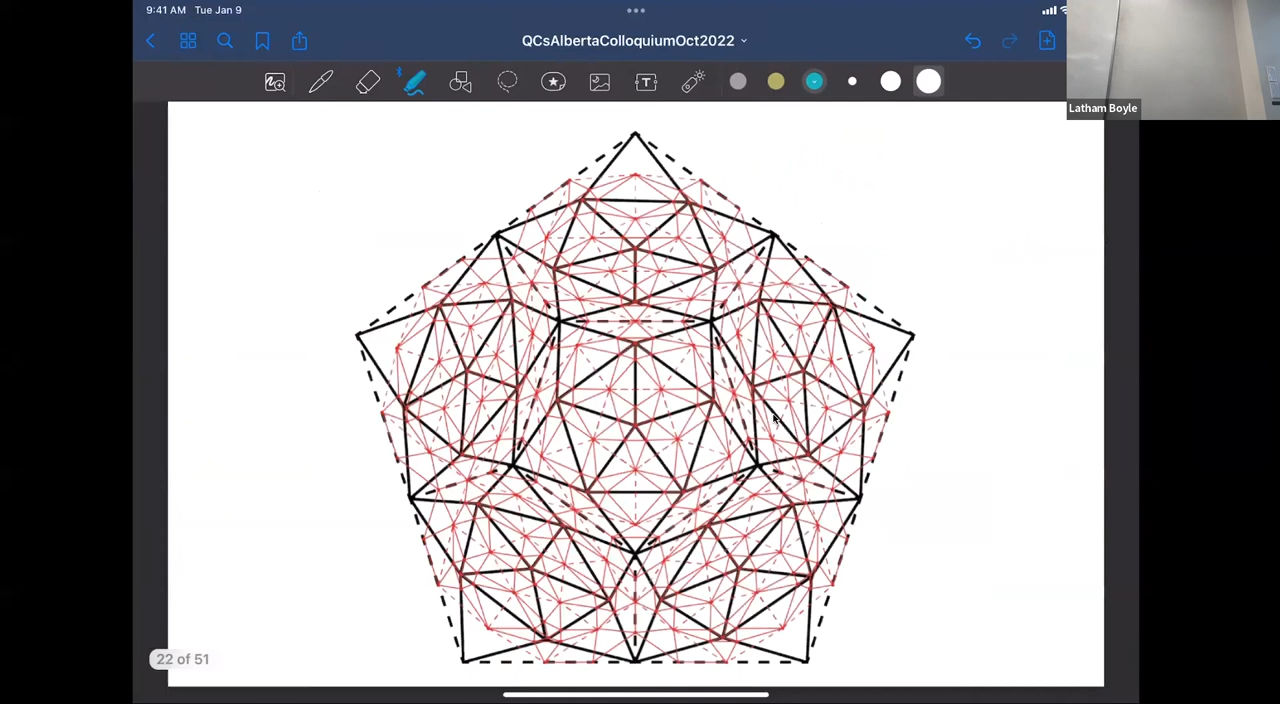 9:41 AM Tue Jan 9
QCsAlbertaColloquiumOct2022
T
Latham Boyle
22 of 51